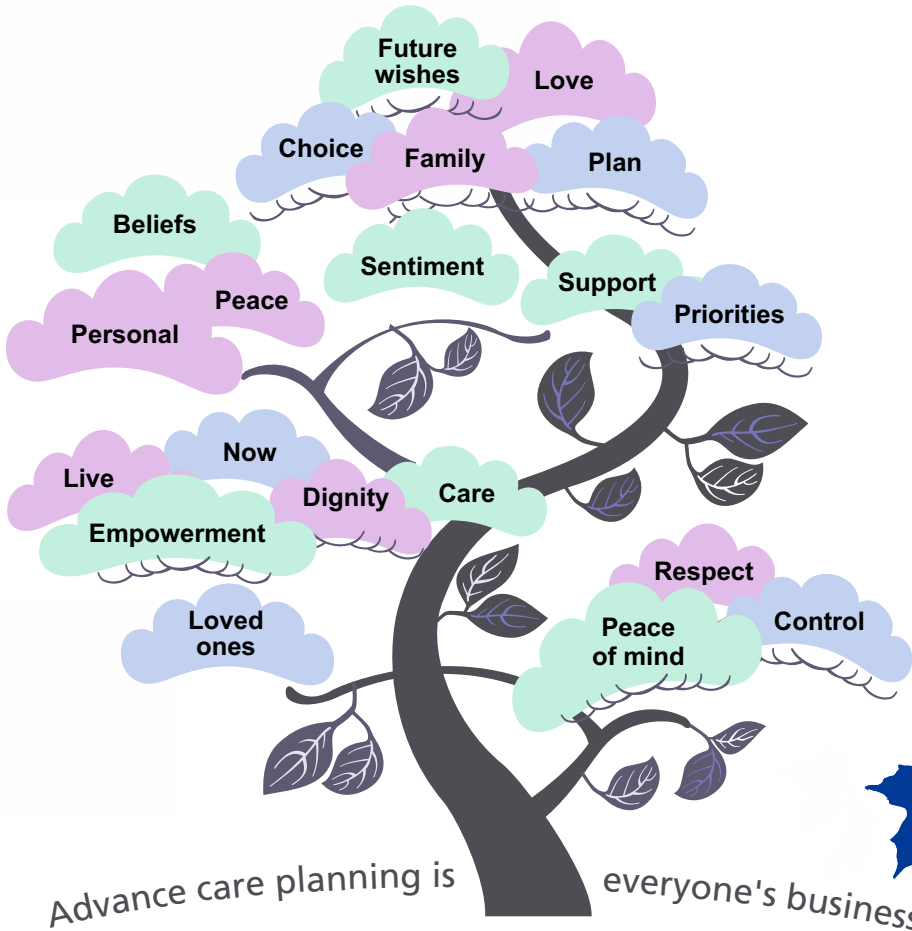 Future
wishes
Love
Choice
Family
Plan
Beliefs
Sentiment
Support
Peace
Personal
Priorities
Now
Live
Dignity
Care
Empowerment
Respect
Loved
ones
Control
Peace
of mind
Advance care planning is everyone's business